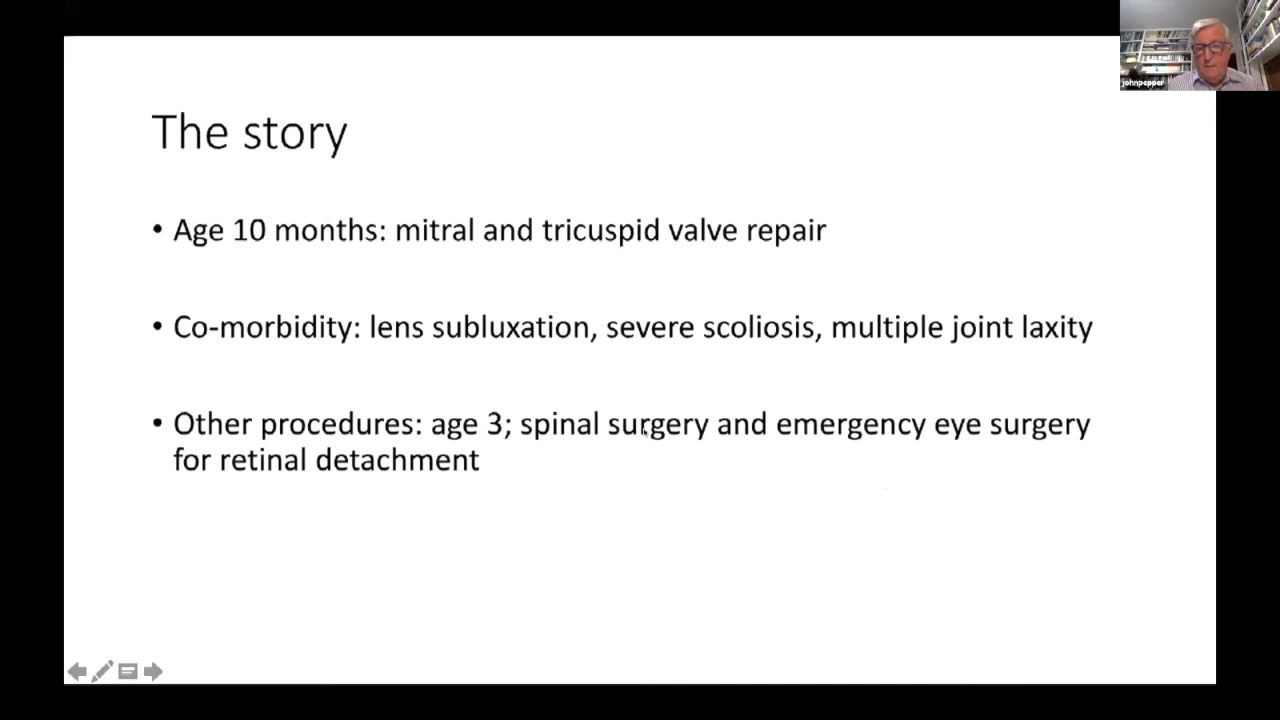 johnpepper
The story
• Age 10 months: mitral and tricuspid valve repair
• Co-morbidity: lens subluxation, severe scoliosis, multiple joint laxity
• Other procedures: age 3; spinal surgery and emergency eye surgery
for retinal detachment